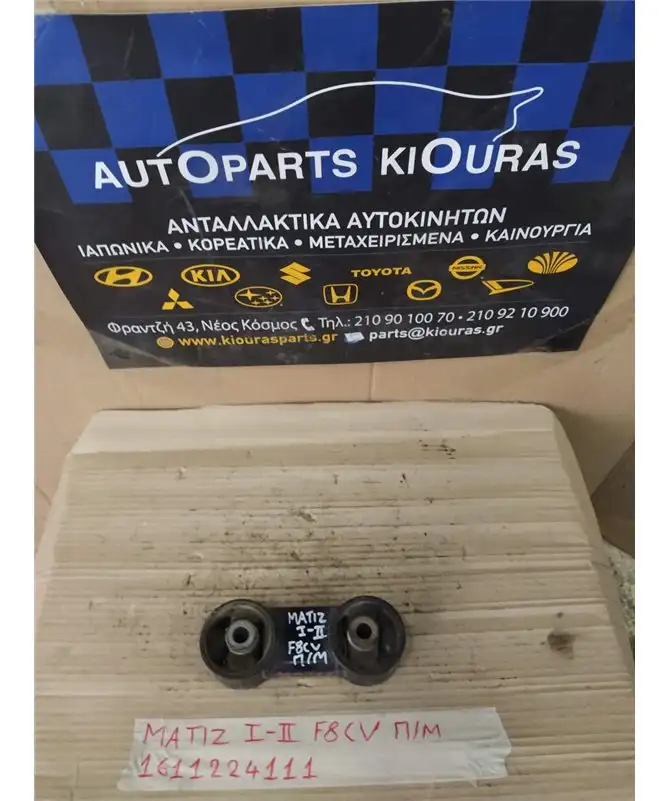 AUTOPARTS KIOURAS
ΑΝΤΑΛΛΑΚΤΙΚΑ ΑΥΤΟΚΙΝΗΤΩΝ
ΙΑΠΩΝΙΚΑ • ΚΟΡΕΑΤΙΚΑ • ΜΕΤΑΧΕΙΡΙΣΜΕΝΑ • ΚΑΙΝΟΥΡΓΙΑ
KIA TOYOTA NISSAN
Φραντζή 43, Νέος Κόσμος Τηλ.: 210 90 100 70 • 210 92 10 900
www.kiourasparts.gr parts@kiouras.gr
MATIZ
I-II
F8CV
Π/Μ
MATIZ I-II F8CV Π/Μ
1611224111